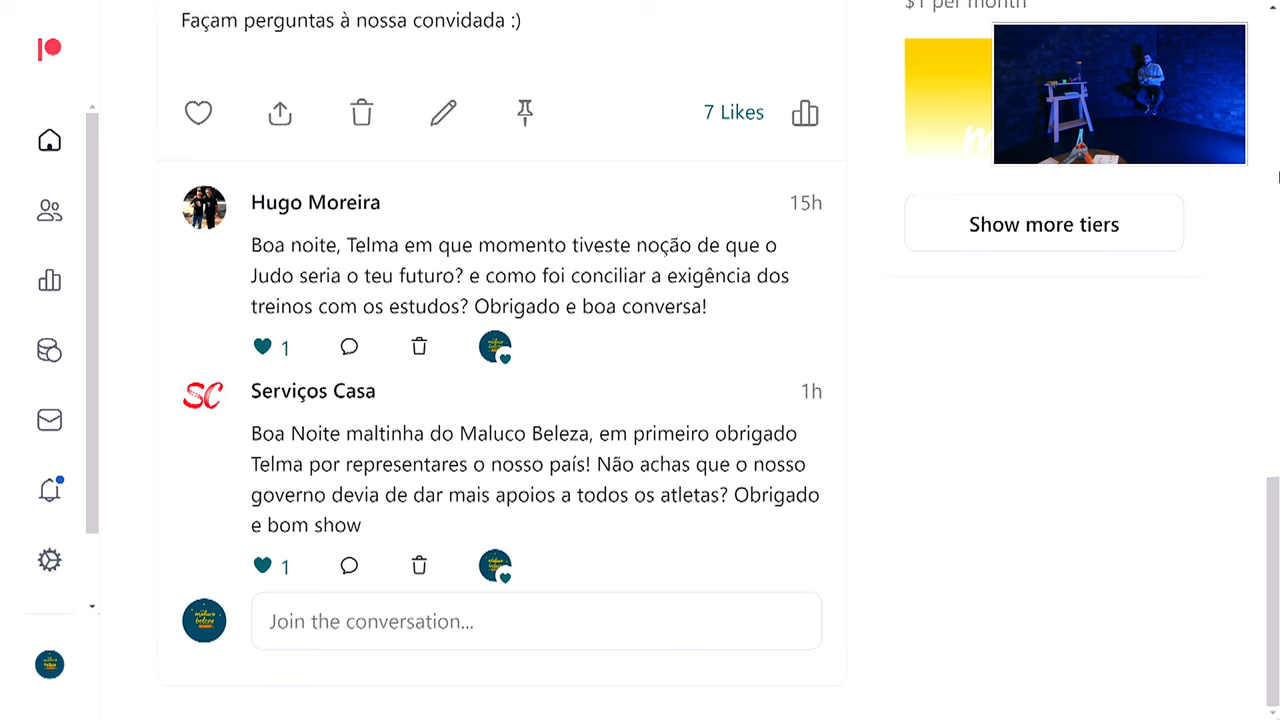 Façam perguntas à nossa convidada :)
$1 per month
7 Likes
Show more tiers
Hugo Moreira
15h
Boa noite, Telma em que momento tiveste noção de que o
Judo seria o teu futuro? e como foi conciliar a exigência dos
treinos com os estudos? Obrigado e boa conversa!
1
SC
Serviços Casa
1h
Boa Noite maltinha do Maluco Beleza, em primeiro obrigado
Telma por representares o nosso país! Não achas que o nosso
governo devia de dar mais apoios a todos os atletas? Obrigado
e bom show
1
maluco
beleza
Join the conversation...